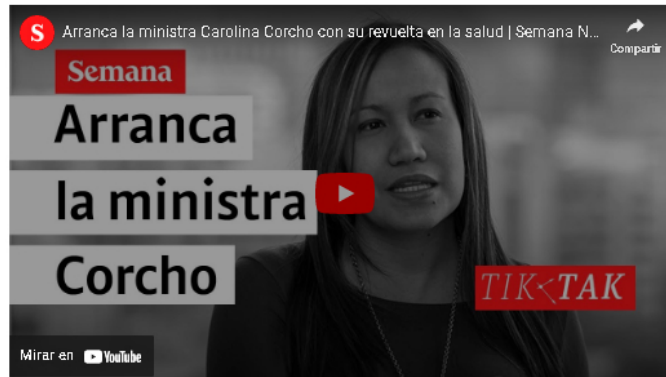 S
Arranca la ministra Carolina Corcho con su revuelta en la salud | Semana N...
Compartir
Semana
Arranca
la ministra
Corcho
TIK<TAK
Mirar en YouTube